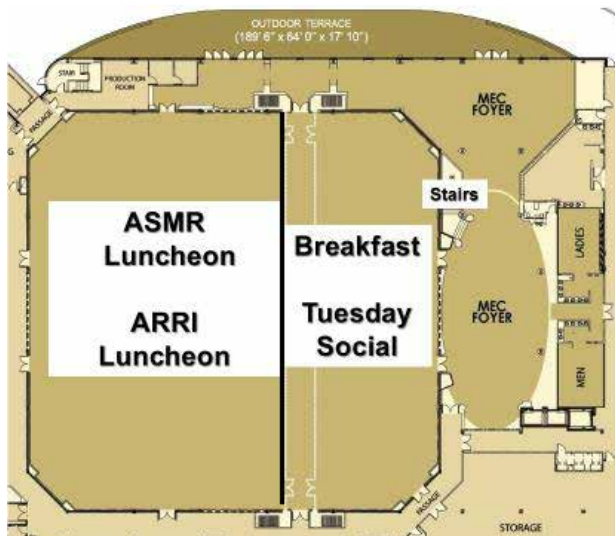 OUTDOOR TERRACE
(189' 6" x 64' 0" x 17' 10")
STAIR
PRODUCTION
ROOM
PASSAGE
MEC
FOYER
Stairs
ASMR
Luncheon
ARRI
Luncheon
Breakfast
Tuesday
Social
MEC
FOYER
LADIES
MEN
PASSAGE
STORAGE